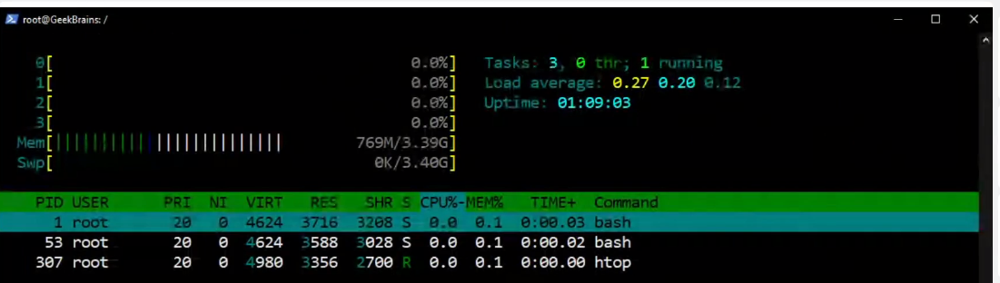 root@GeekBrains: /
0[ 0.0%] Tasks: 3, 0 thr; 1 running
1[ 0.0%] Load average: 0.27 0.20 0.12
2[ 0.0%] Uptime: 01:09:03
3[ 0.0%]
Mem[|||||||||||||||||||||||||| 769M/3.39G]
Swp[ 0K/3.40G]
PID USER PRI NI VIRT RES SHR S CPU%-MEM% TIME+ Command
1 root 20 0 4624 3716 3208 S 0.0 0.1 0:00.03 bash
53 root 20 0 4624 3588 3028 S 0.0 0.1 0:00.02 bash
307 root 20 0 4980 3356 2700 R 0.0 0.1 0:00.00 htop